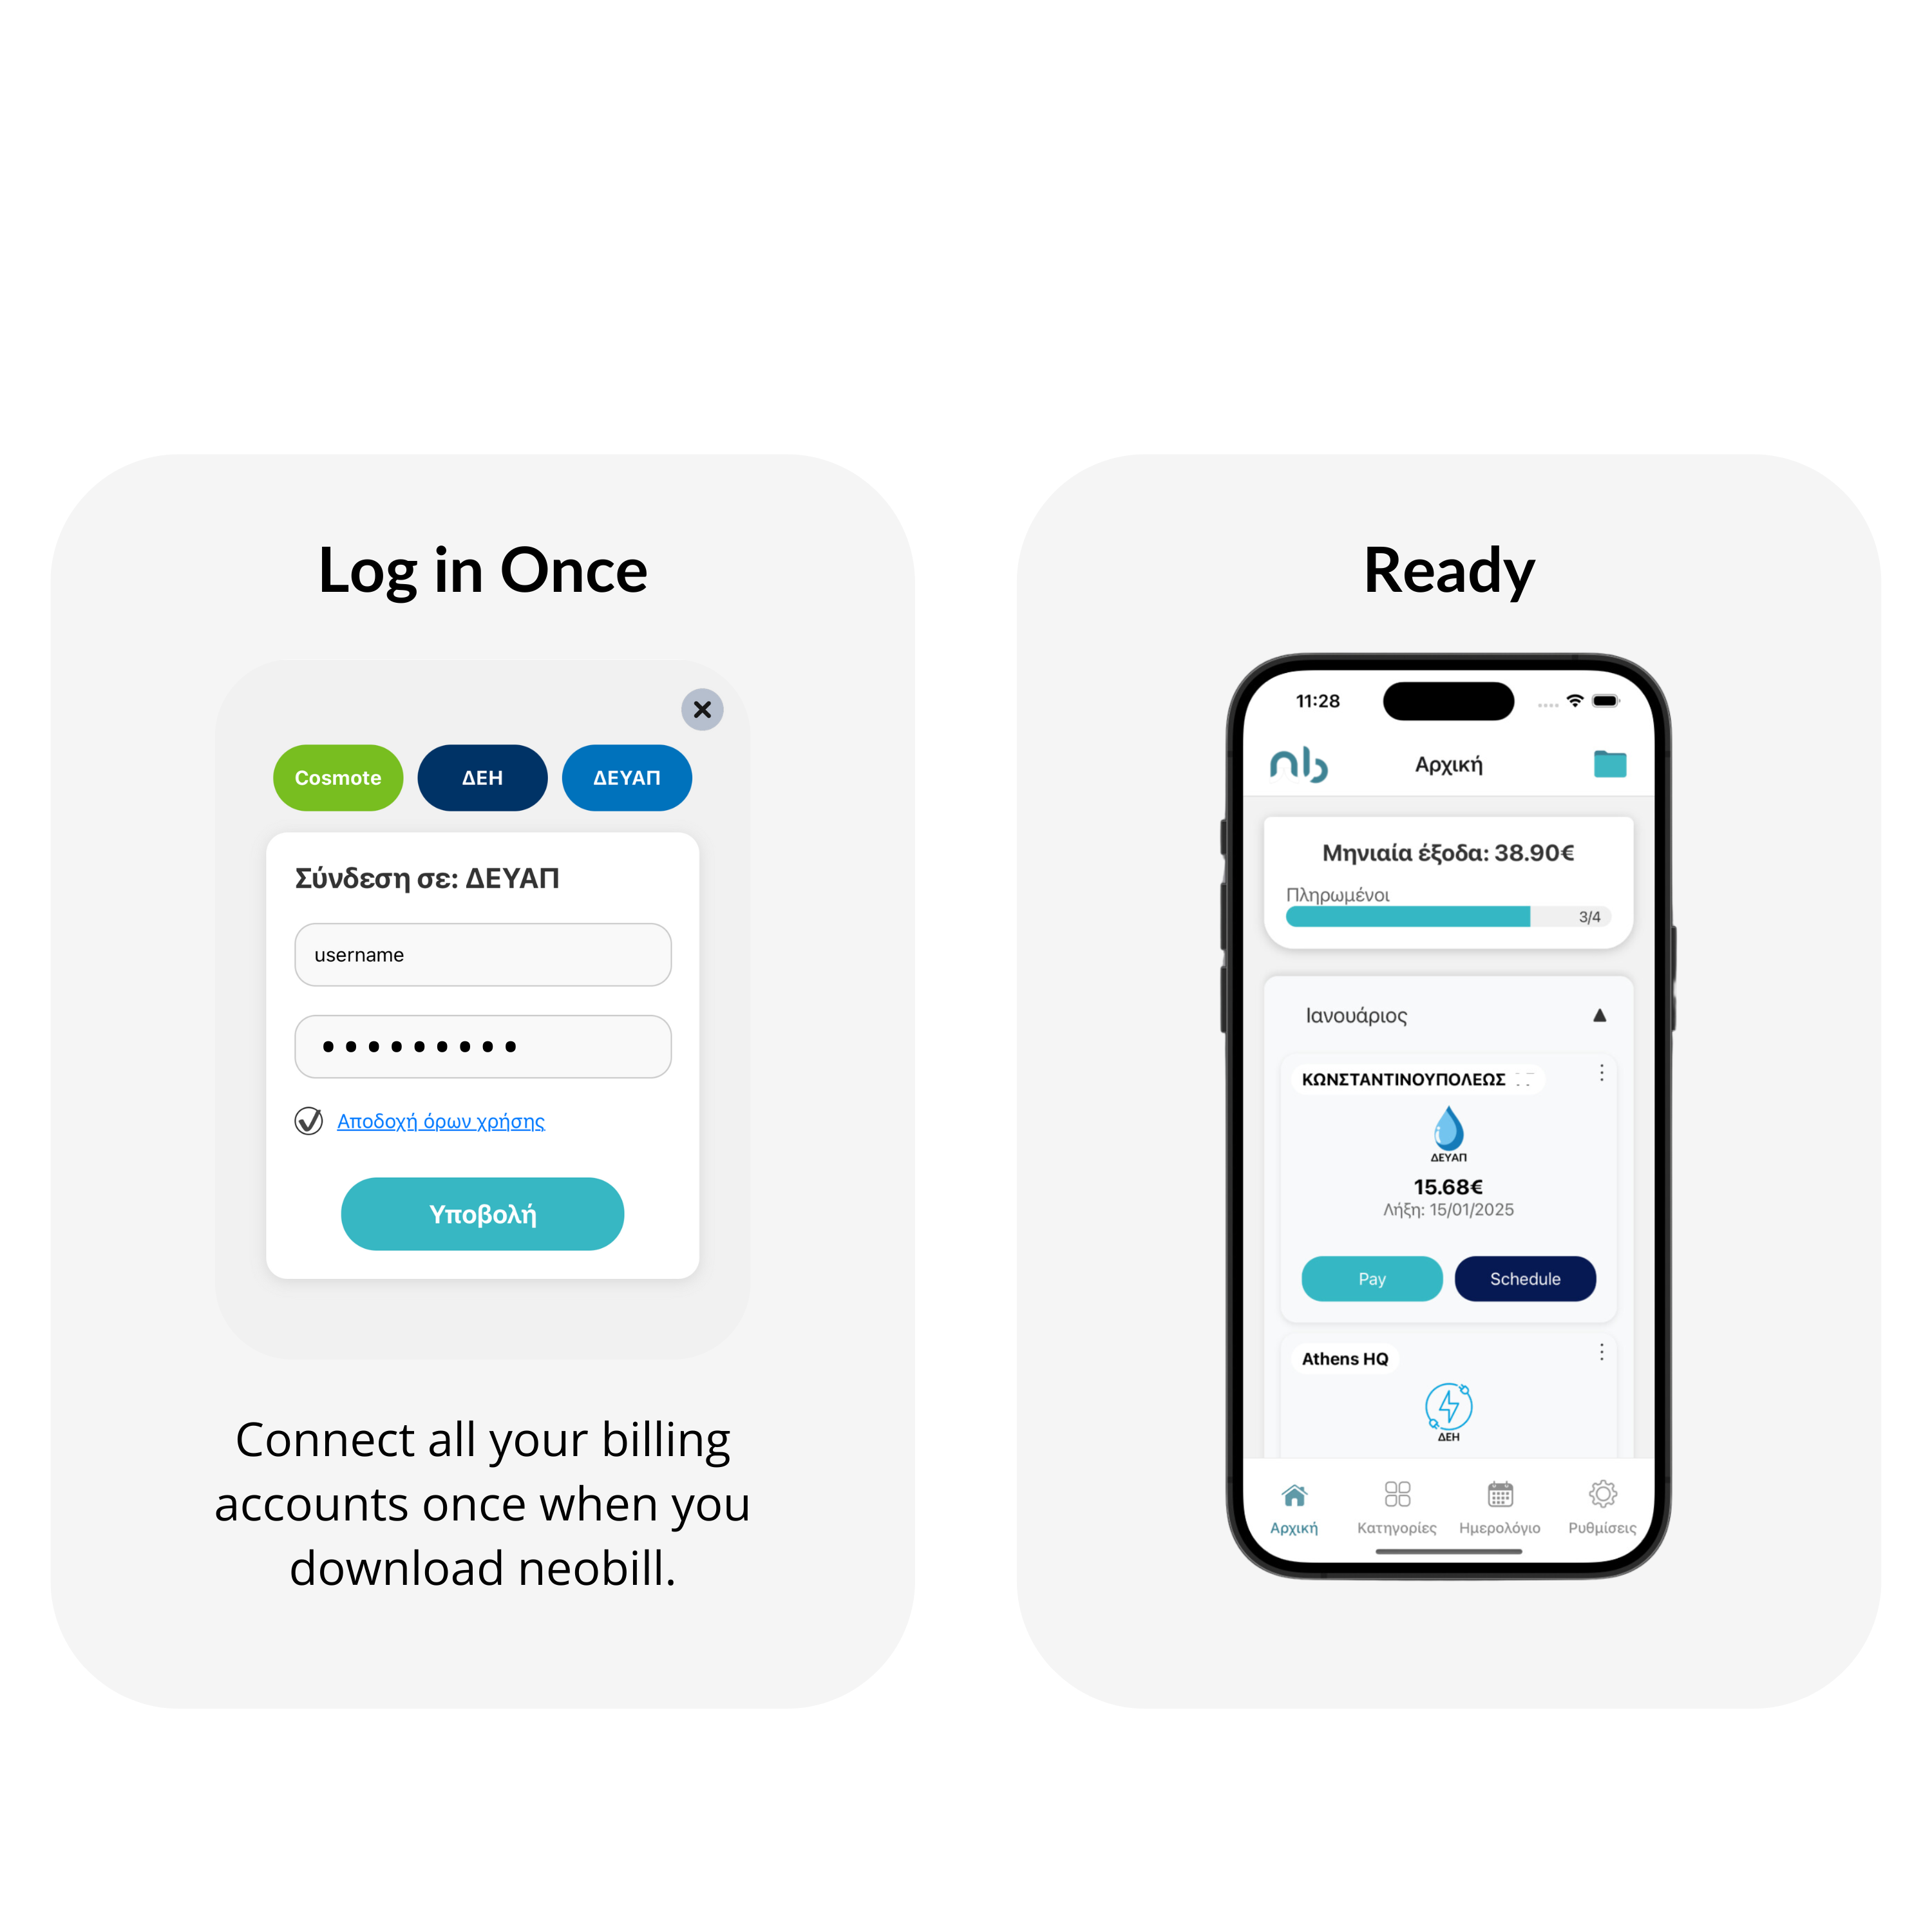 Log in Once
Cosmote
ΔΕΗ
ΔΕΥΑΠ
Σύνδεση σε: ΔΕΥΑΠ
username
Αποδοχή όρων χρήσης
Υποβολή
Connect all your billing
accounts once when you
download neobill.
Ready
11:28
nb
Αρχική
Μηνιαία έξοδα: 38.90€
Πληρωμένοι
3/4
Ιανουάριος
ΚΩΝΣΤΑΝΤΙΝΟΥΠΟΛΕΩΣ
ΔΕΥΑΠ
15.68€
Λήξη: 15/01/2025
Pay
Schedule
Athens HQ
ΔΕΗ
Αρχική
Κατηγορίες
Ημερολόγιο
Ρυθμίσεις